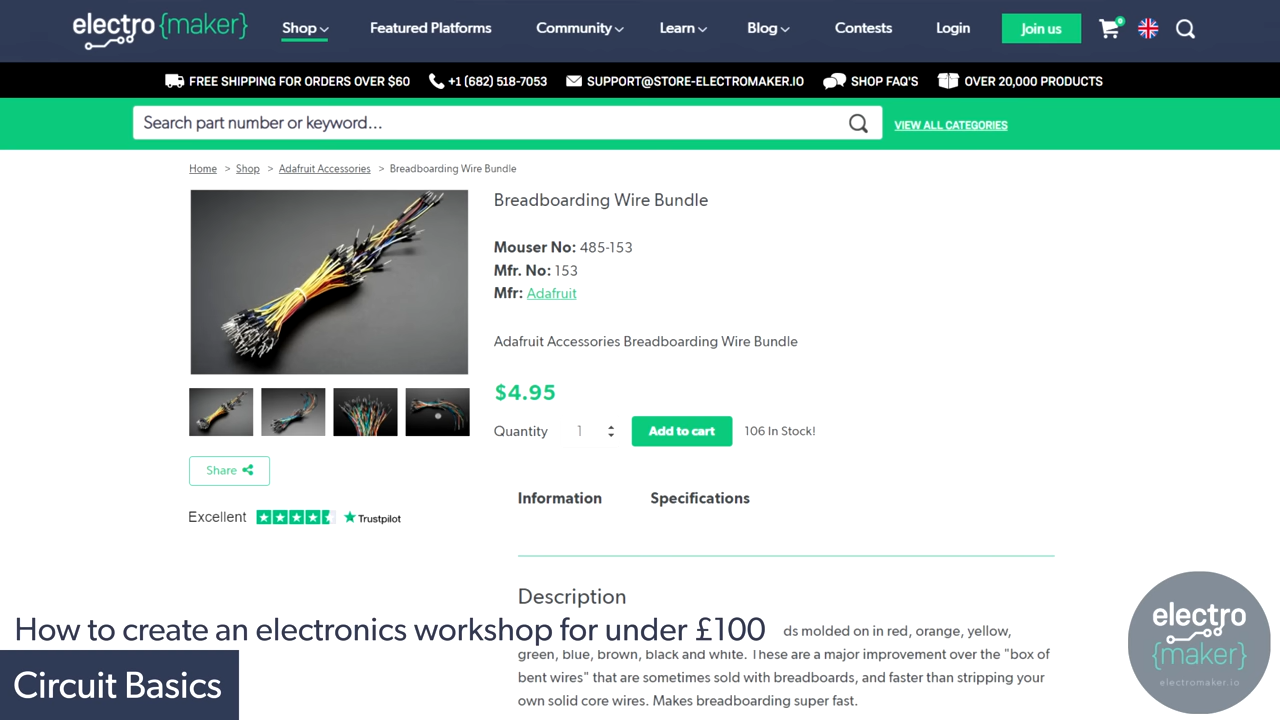 electro {maker}
Shop Featured Platforms Community Learn Blog Contests Login Join us 0
FREE SHIPPING FOR ORDERS OVER $60 +1 (682) 518-7053 SUPPORT@STORE-ELECTROMAKER.IO SHOP FAQ'S OVER 20,000 PRODUCTS
Search part number or keyword... VIEW ALL CATEGORIES
Home > Shop > Adafruit Accessories > Breadboarding Wire Bundle
Breadboarding Wire Bundle
Mouser No: 485-153
Mfr. No: 153
Mfr: Adafruit
Adafruit Accessories Breadboarding Wire Bundle
$4.95
Quantity 1 Add to cart 106 In Stock!
Share
Excellent Trustpilot
Information Specifications
Description
ds molded on in red, orange, yellow,
green, blue, brown, black and white. These are a major improvement over the "box of
bent wires" that are sometimes sold with breadboards, and faster than stripping your
own solid core wires. Makes breadboarding super fast.
How to create an electronics workshop for under £100
Circuit Basics
electro
{maker}
electromaker.io